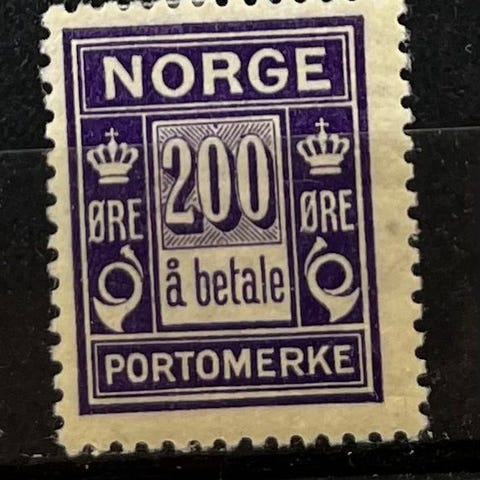 NORGE
200
ØRE ØRE
å betale
PORTOMERKE